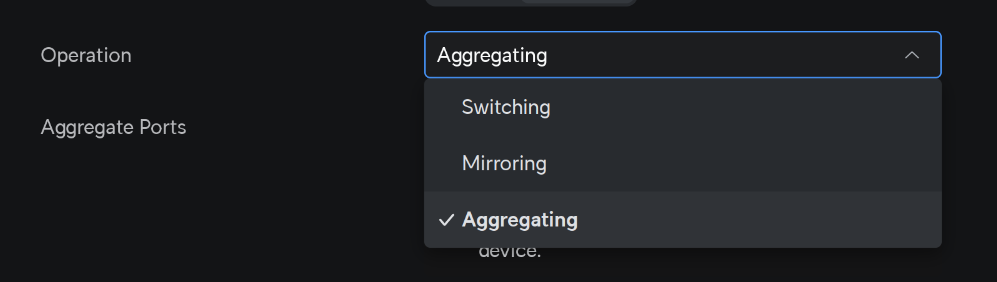 Operation
Aggregating
Switching
Aggregate Ports
Mirroring
Aggregating
device.